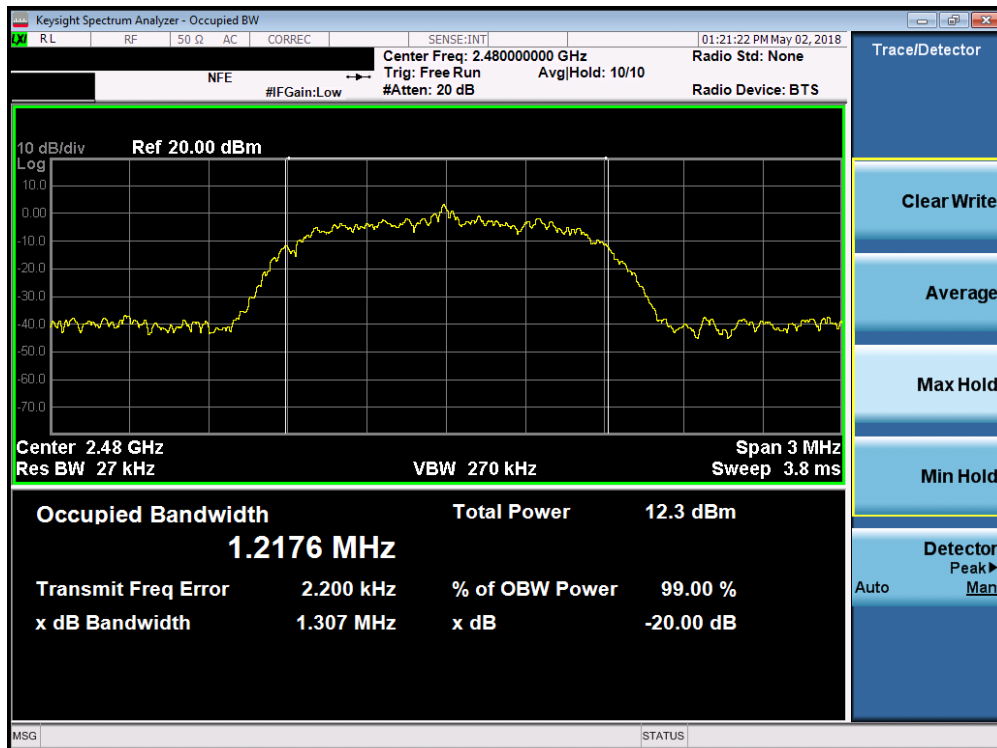 Keysight Spectrum Analyzer - Occupied BW
LXI RL RF 50 Ω AC CORREC SENSE:INT 01:21:22 PM May 02, 2018
NFE
#IFGain:Low
Center Freq: 2.480000000 GHz
Trig: Free Run Avg|Hold: 10/10
#Atten: 20 dB
Radio Std: None
Radio Device: BTS
10 dB/div Ref 20.00 dBm
Log
10.0
0.00
-10.0
-20.0
-30.0
-40.0
-50.0
-60.0
-70.0
Center 2.48 GHz Span 3 MHz
Res BW 27 kHz VBW 270 kHz Sweep 3.8 ms
Occupied Bandwidth Total Power 12.3 dBm
1.2176 MHz
Transmit Freq Error 2.200 kHz % of OBW Power 99.00 %
x dB Bandwidth 1.307 MHz x dB -20.00 dB
MSG STATUS
Trace/Detector
Clear Write
Average
Max Hold
Min Hold
Detector
Peak▶
Auto Man